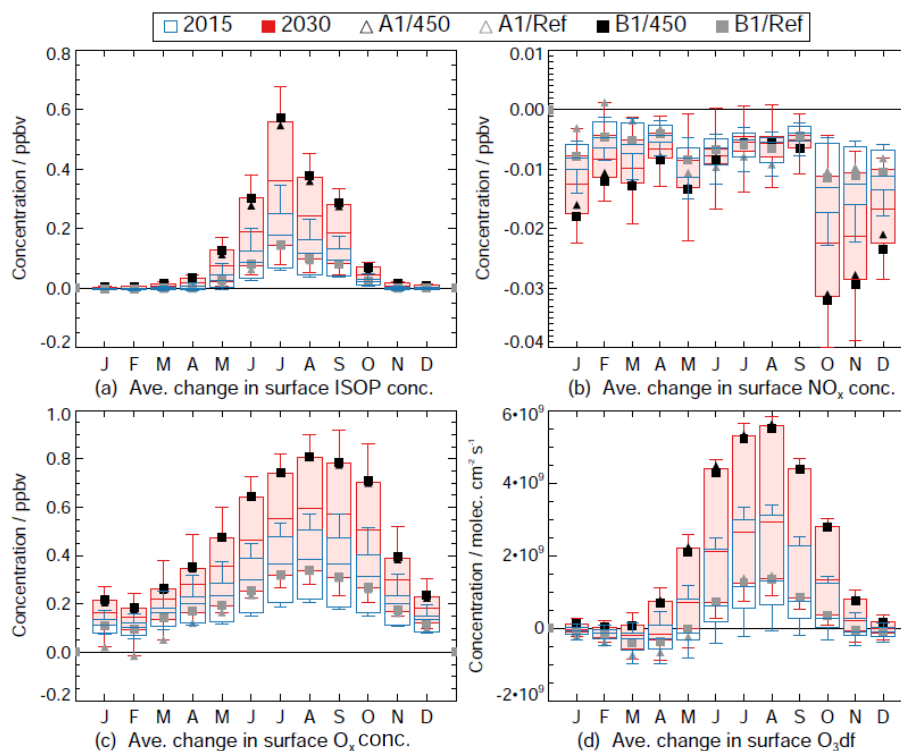 2015 2030 A1/450 A1/Ref B1/450 B1/Ref
0.8
0.6
0.4
0.2
0.0
-0.2
Concentration / ppbv
J F M A M J J A S O N D
(a) Ave. change in surface ISOP conc.
0.00
-0.01
-0.02
-0.03
-0.04
Concentration / ppbv
J F M A M J J A S O N D
(b) Ave. change in surface NOₓ conc.
1.0
0.8
0.6
0.4
0.2
0.0
-0.2
Concentration / ppbv
J F M A M J J A S O N D
(c) Ave. change in surface Oₓ conc.
6•10⁹
4•10⁹
2•10⁹
0
-2•10⁹
Concentration / molec. cm⁻² s⁻¹
J F M A M J J A S O N D
(d) Ave. change in surface O₃df